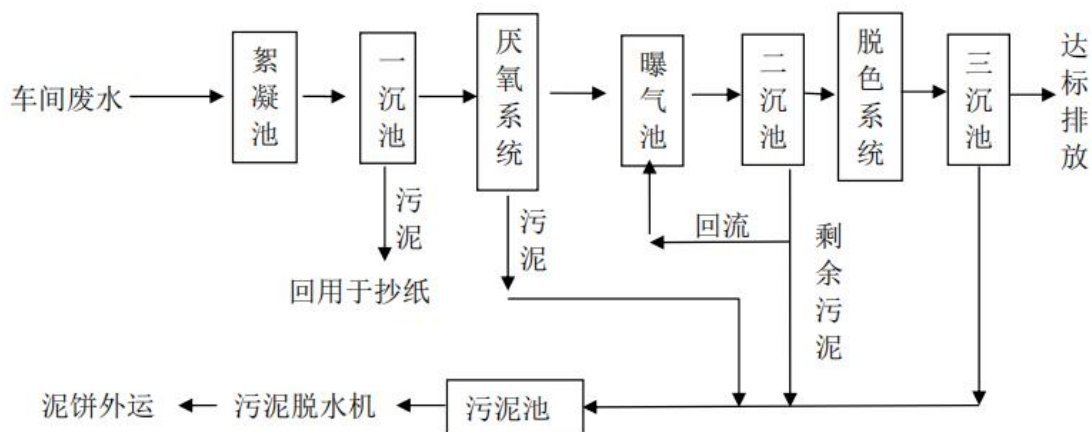 车间废水
絮凝池
一沉池
厌氧系统
曝气池
二沉池
脱色系统
三沉池
达标排放
污泥
污泥
回流
剩余污泥
回用于抄纸
泥饼外运
污泥脱水机
污泥池